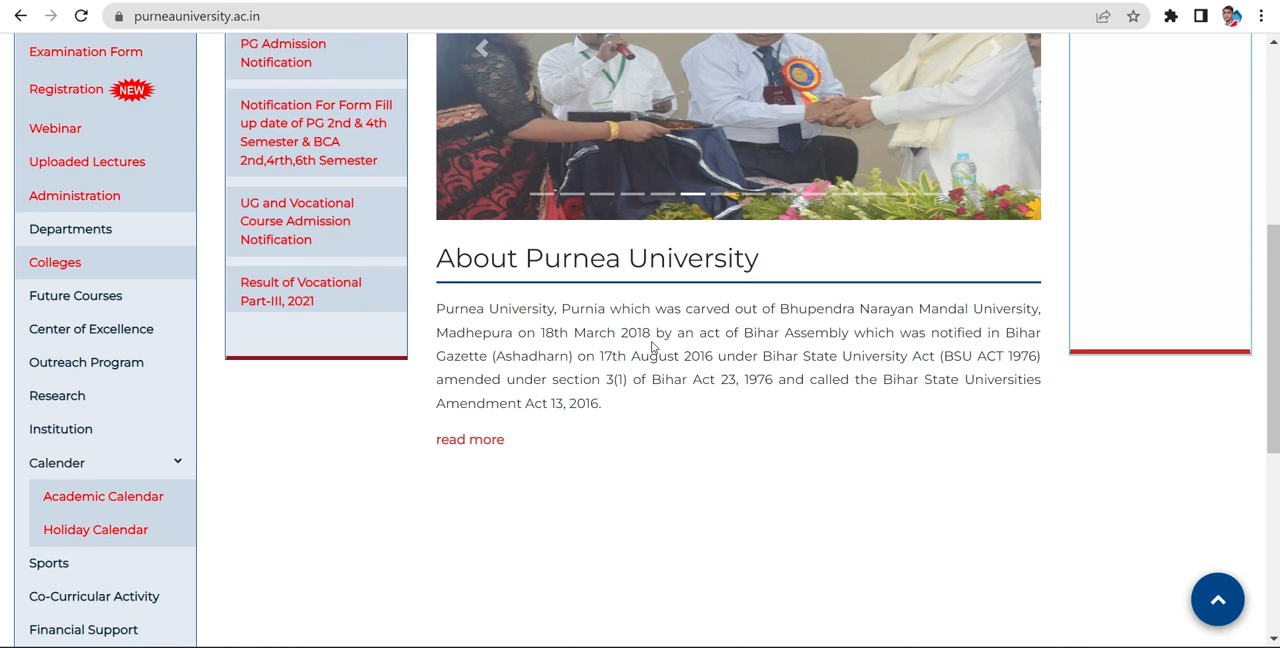 purneauniversity.ac.in
Examination Form
Registration NEW
Webinar
Uploaded Lectures
Administration
Departments
Colleges
Future Courses
Center of Excellence
Outreach Program
Research
Institution
Calender
Academic Calendar
Holiday Calendar
Sports
Co-Curricular Activity
Financial Support
PG Admission
Notification
Notification For Form Fill
up date of PG 2nd & 4th
Semester & BCA
2nd,4rth,6th Semester
UG and Vocational
Course Admission
Notification
Result of Vocational
Part-III, 2021
About Purnea University
Purnea University, Purnia which was carved out of Bhupendra Narayan Mandal University,
Madhepura on 18th March 2018 by an act of Bihar Assembly which was notified in Bihar
Gazette (Ashadharn) on 17th August 2016 under Bihar State University Act (BSU ACT 1976)
amended under section 3(1) of Bihar Act 23, 1976 and called the Bihar State Universities
Amendment Act 13, 2016.
read more